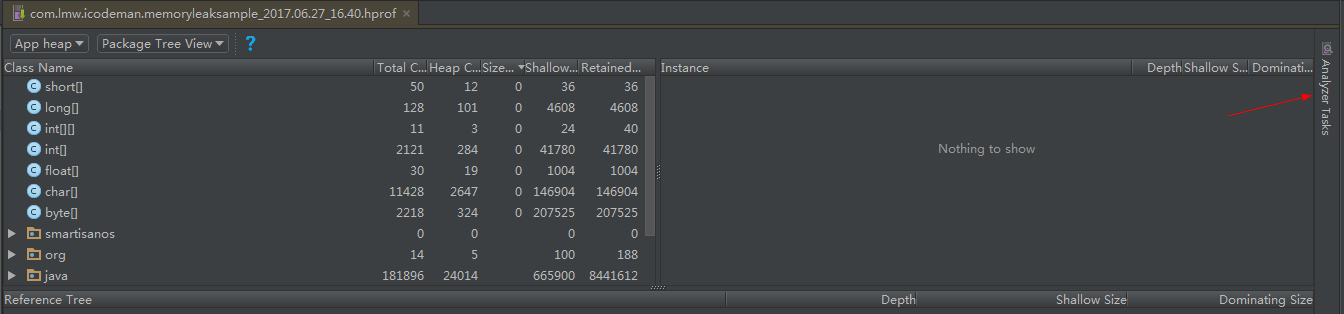 com.lmw.icodeman.memoryleaksample_2017.06.27_16.40.hprof ×
App heap Package Tree View ?
Class Name Total C... Heap C... Size... Shallow... Retained... Instance Depth Shallow S... Dominati...
short[] 50 12 0 36 36
long[] 128 101 0 4608 4608
int[][] 11 3 0 24 40
int[] 2121 284 0 41780 41780
float[] 30 19 0 1004 1004
char[] 11428 2647 0 146904 146904
byte[] 2218 324 0 207525 207525
smartisanos 0 0 0 0
org 14 5 100 188
java 181896 24014 665900 8441612
Nothing to show
Analyzer Tasks
Reference Tree Depth Shallow Size Dominating Size